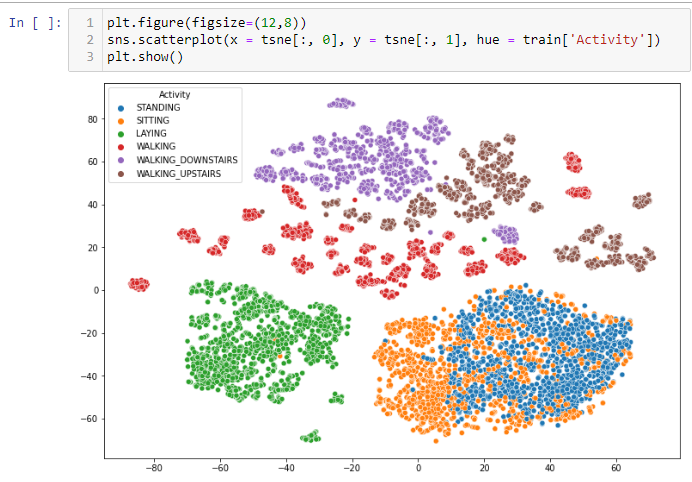 In [ ]:
1 plt.figure(figsize=(12,8))
2 sns.scatterplot(x = tsne[:, 0], y = tsne[:, 1], hue = train['Activity'])
3 plt.show()
Activity
STANDING
SITTING
LAYING
WALKING
WALKING_DOWNSTAIRS
WALKING_UPSTAIRS
80
60
40
20
0
−20
−40
−60
−80 −60 −40 −20 0 20 40 60